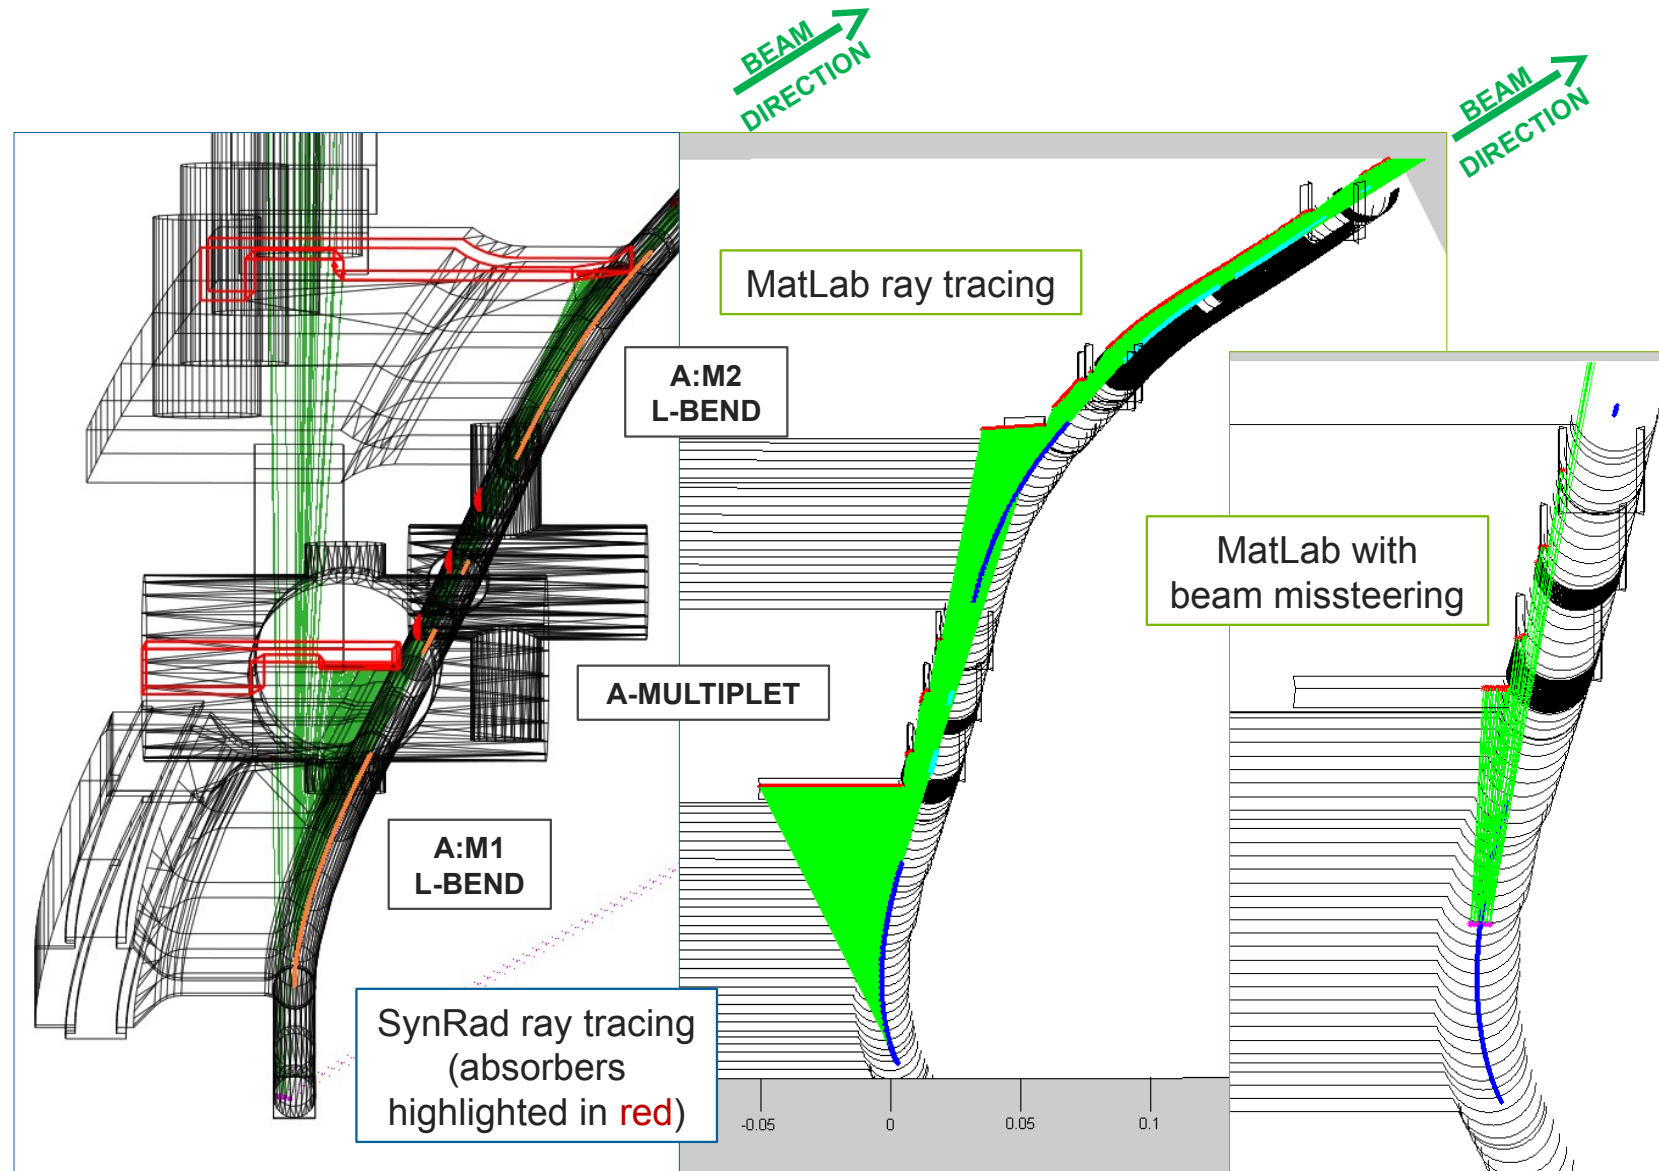 BEAM
DIRECTION
BEAM
DIRECTION
MatLab ray tracing
A:M2
L-BEND
MatLab with
beam missteering
A-MULTIPLET
A:M1
L-BEND
SynRad ray tracing
(absorbers
highlighted in red)
-0.05
0
0.05
0.1